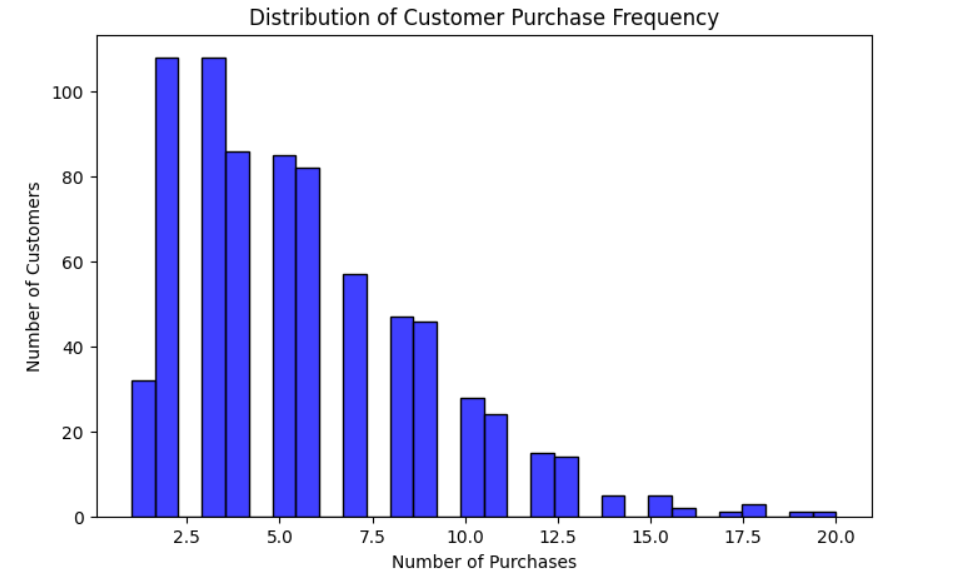 Distribution of Customer Purchase Frequency
Number of Customers
100
80
60
40
20
0
2.5 5.0 7.5 10.0 12.5 15.0 17.5 20.0
Number of Purchases